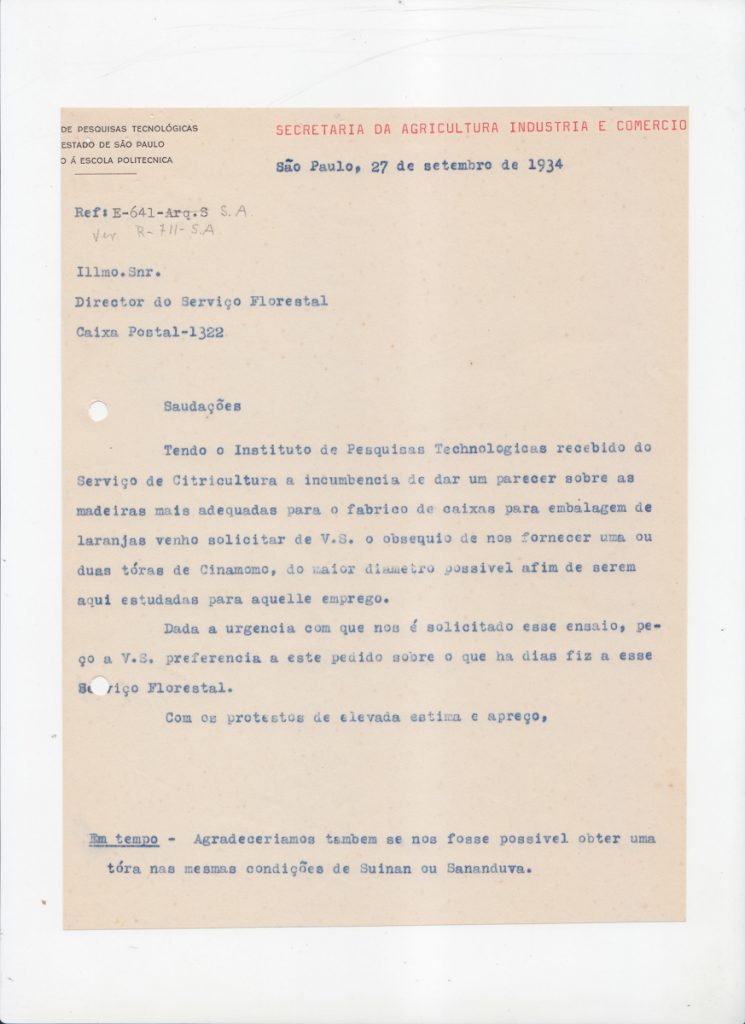 DE PESQUISAS TECNOLÓGICAS
ESTADO DE SÃO PAULO
O Á ESCOLA POLITECNICA
SECRETARIA DA AGRICULTURA INDUSTRIA E COMERCIO
São Paulo, 27 de setembro de 1934
Ref: E-641-Arq.S S.A.
Ver R-711-S.A
Illmo.Snr.
Director do Serviço Florestal
Caixa Postal-1322
Saudações
Tendo o Instituto de Pesquisas Technologicas recebido do
Serviço de Citricultura a incumbencia de dar um parecer sobre as
madeiras mais adequadas para o fabrico de caixas para embalagem de
laranjas venho solicitar de V.S. o obsequio de nos fornecer uma ou
duas tóras de Cinamomo, do maior diametro possivel afim de serem
aqui estudadas para aquelle emprego.
Dada a urgencia com que nos é solicitado esse ensaio, pe-
ço a V.S. preferencia a este pedido sobre o que ha dias fiz a esse
Serviço Florestal.
Com os protestos de elevada estima e apreço,
Em tempo - Agradeceriamos tambem se nos fosse possivel obter uma
tóra nas mesmas condições de Suinan ou Sananduva.